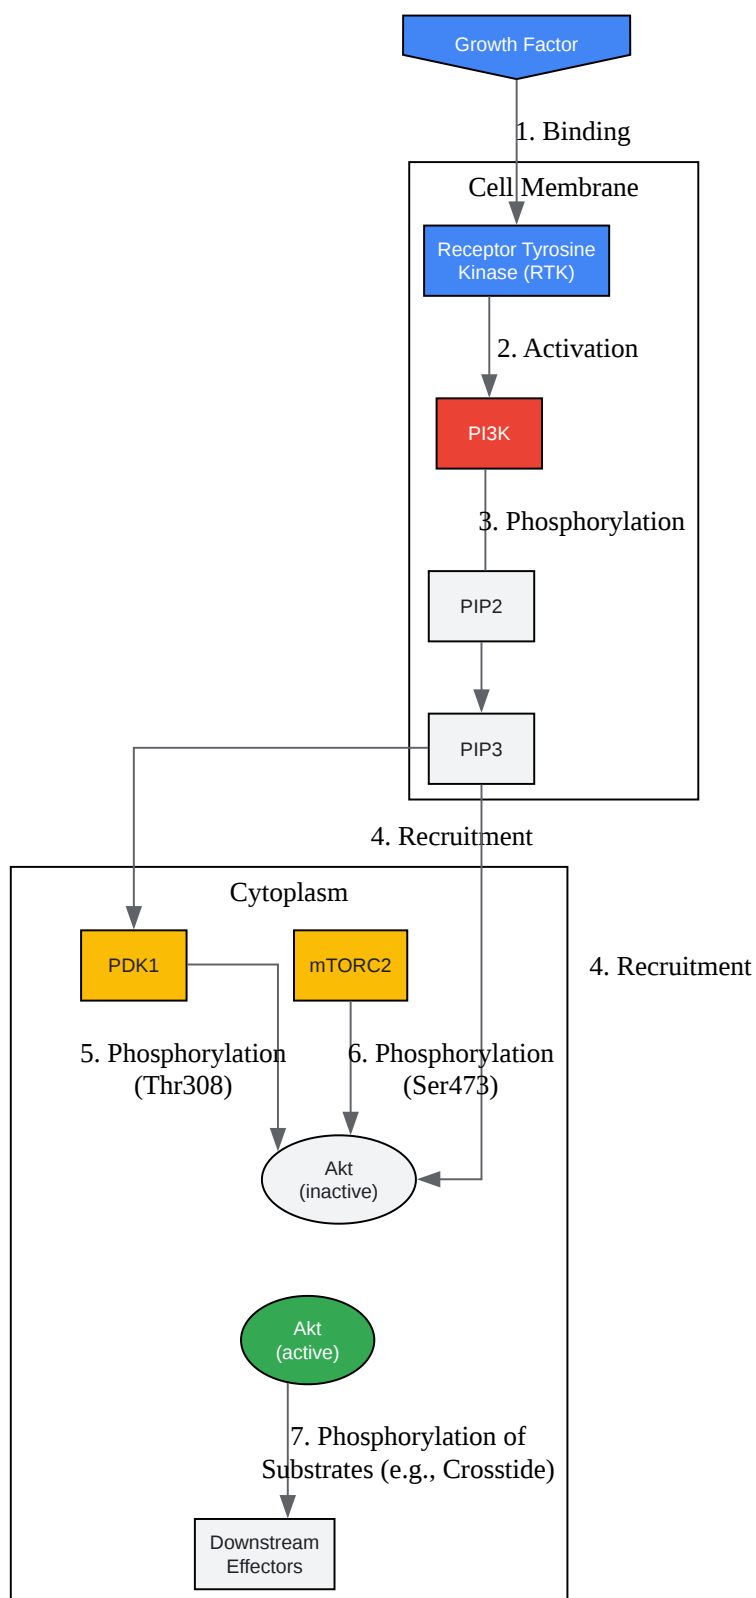 Growth Factor
1. Binding
Cell Membrane
Receptor Tyrosine
Kinase (RTK)
2. Activation
PI3K
3. Phosphorylation
PIP2
PIP3
4. Recruitment
Cytoplasm
PDK1
mTORC2
4. Recruitment
5. Phosphorylation
(Thr308)
6. Phosphorylation
(Ser473)
Akt
(inactive)
Akt
(active)
7. Phosphorylation of
Substrates (e.g., Crosstide)
Downstream
Effectors